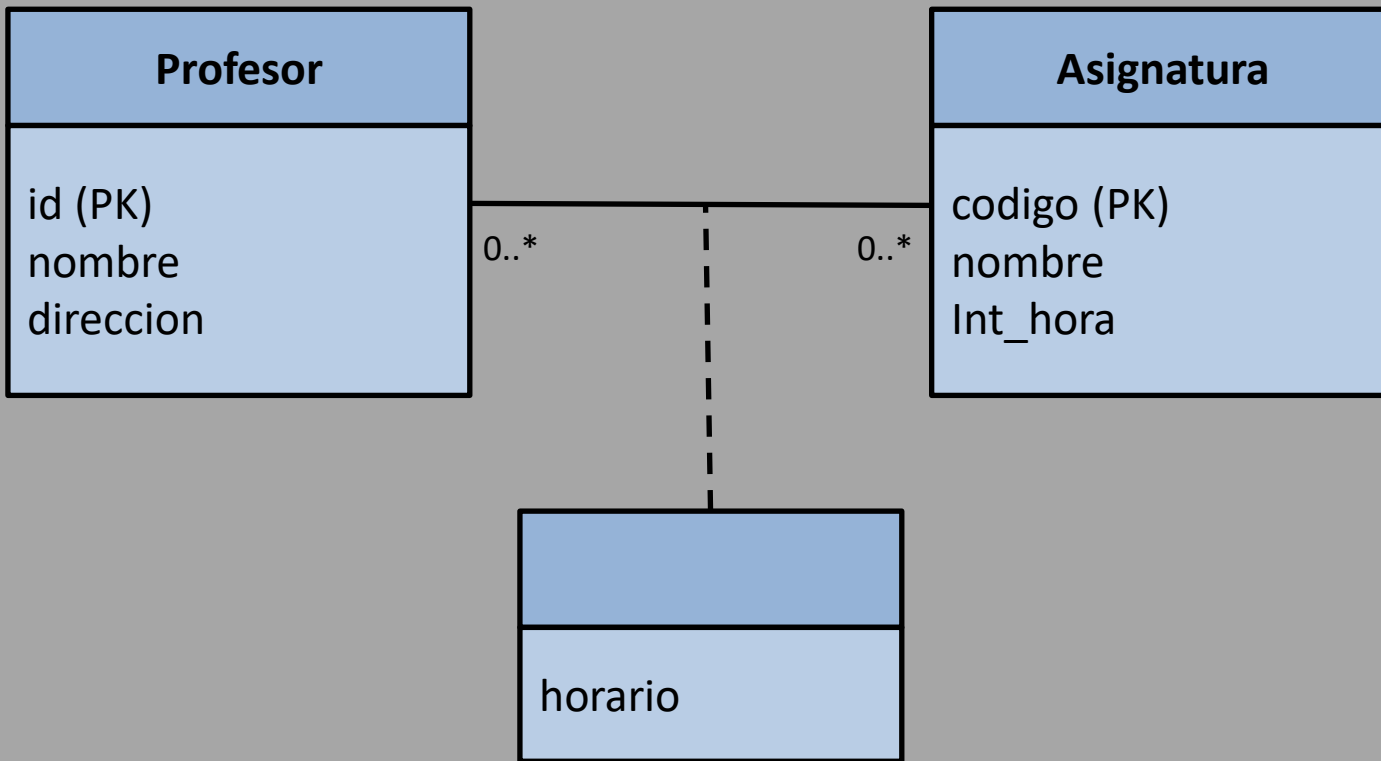 Profesor
id (PK)
nombre
direccion
0..*
0..*
Asignatura
codigo (PK)
nombre
Int_hora
horario